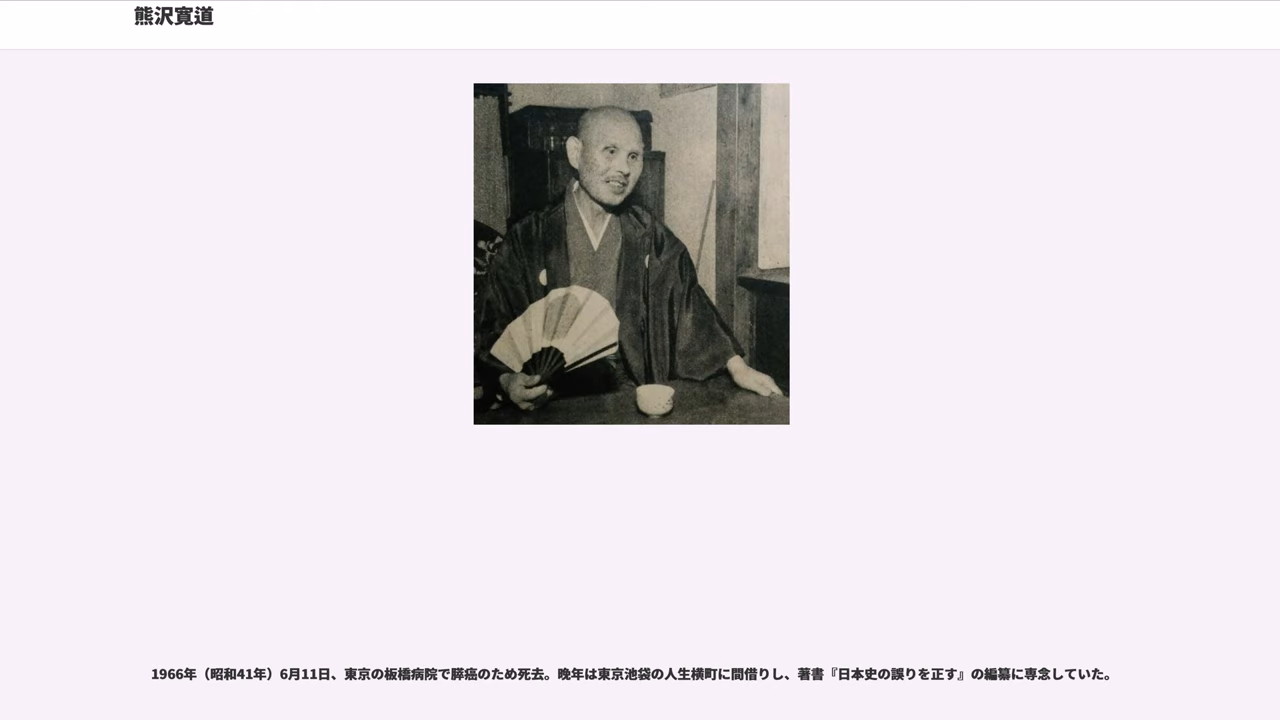 熊沢寛道
1966年（昭和41年）6月11日、東京の板橋病院で膵癌のため死去。晩年は東京池袋の人生横町に間借りし、著書『日本史の誤りを正す』の編纂に専念していた。